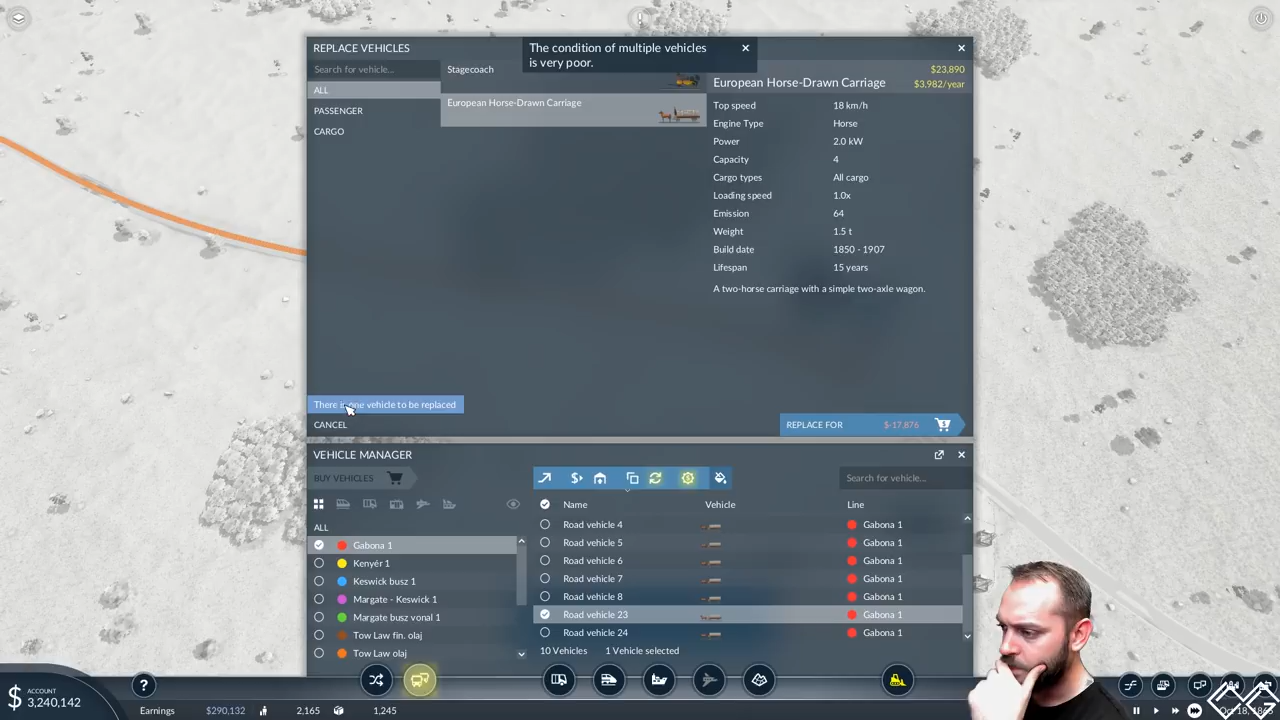 REPLACE VEHICLES
The condition of multiple vehicles
is very poor.
Search for vehicle...
ALL
PASSENGER
CARGO
Stagecoach
European Horse-Drawn Carriage
$23,890
European Horse-Drawn Carriage
$3,982/year
Top speed 18 km/h
Engine Type Horse
Power 2.0 kW
Capacity 4
Cargo types All cargo
Loading speed 1.0x
Emission 64
Weight 1.5 t
Build date 1850 - 1907
Lifespan 15 years
A two-horse carriage with a simple two-axle wagon.
There is one vehicle to be replaced
CANCEL
REPLACE FOR $-17,876
VEHICLE MANAGER
BUY VEHICLES
Search for vehicle...
ALL
Gabona 1
Kenyér 1
Keswick busz 1
Margate - Keswick 1
Margate busz vonal 1
Tow Law fin. olaj
Tow Law olaj
Name Vehicle Line
Road vehicle 4 Gabona 1
Road vehicle 5 Gabona 1
Road vehicle 6 Gabona 1
Road vehicle 7 Gabona 1
Road vehicle 8 Gabona 1
Road vehicle 23 Gabona 1
Road vehicle 24 Gabona 1
10 Vehicles 1 Vehicle selected
ACCOUNT
$ 3,240,142
?
Earnings $290,132 2,165 1,245